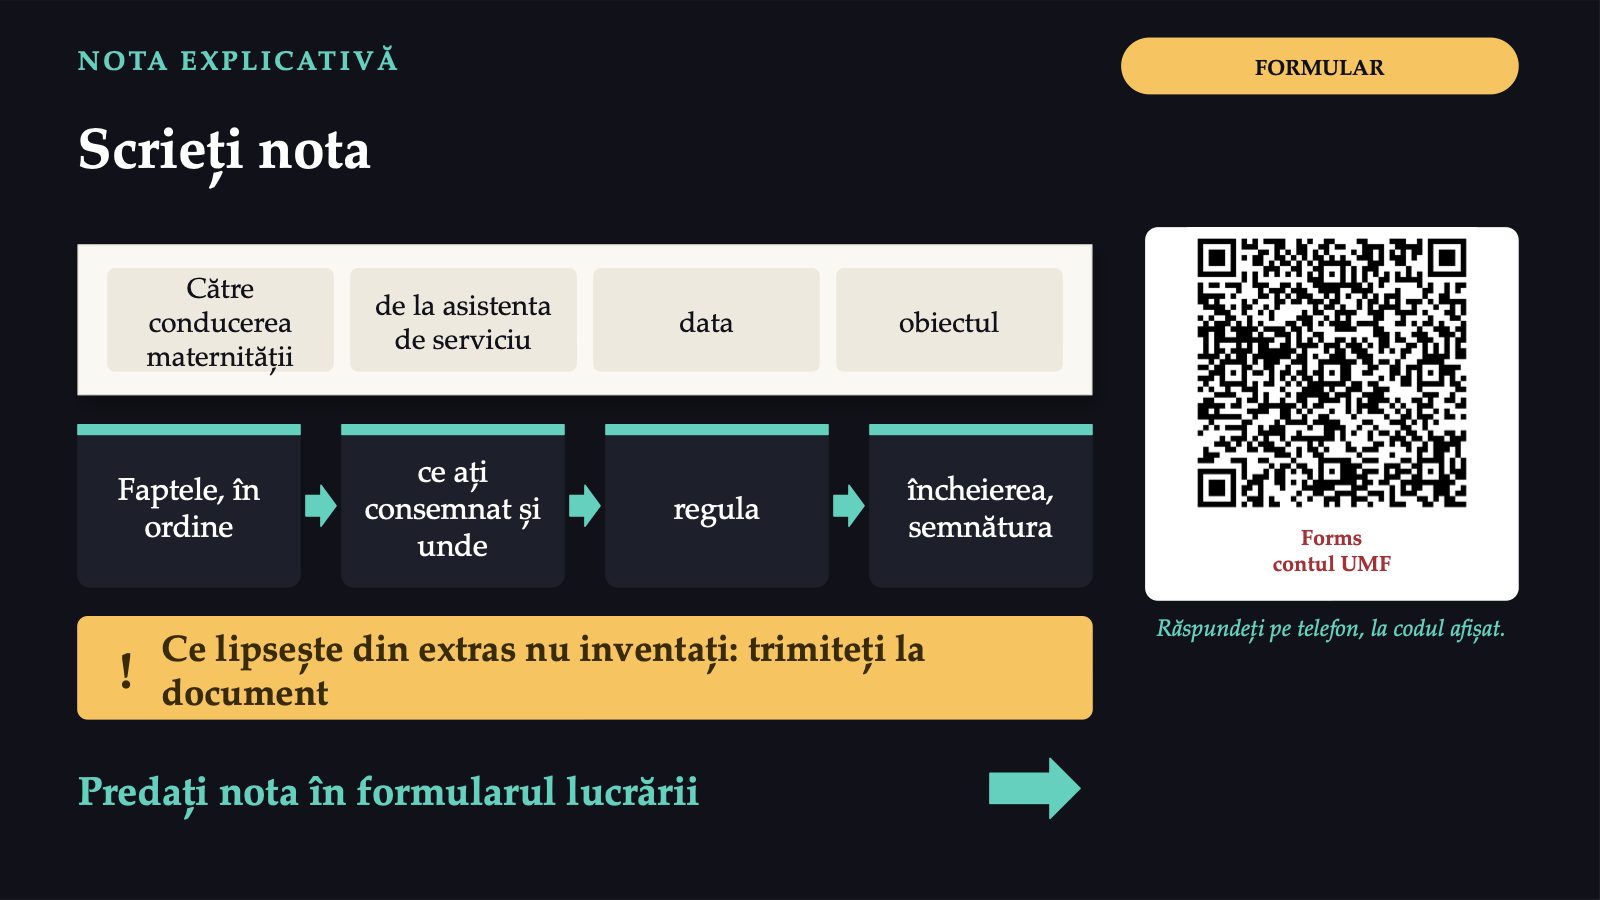 NOTA EXPLICATIVĂ
FORMULAR
Scrieți nota
Către
conducerea
maternității
de la asistenta
de serviciu
data
obiectul
Faptele, în
ordine
ce ați
consemnat și
unde
regula
încheierea,
semnătura
Forms
contul UMF
Răspundeți pe telefon, la codul afișat.
! Ce lipsește din extras nu inventați: trimiteți la
document
Predați nota în formularul lucrării